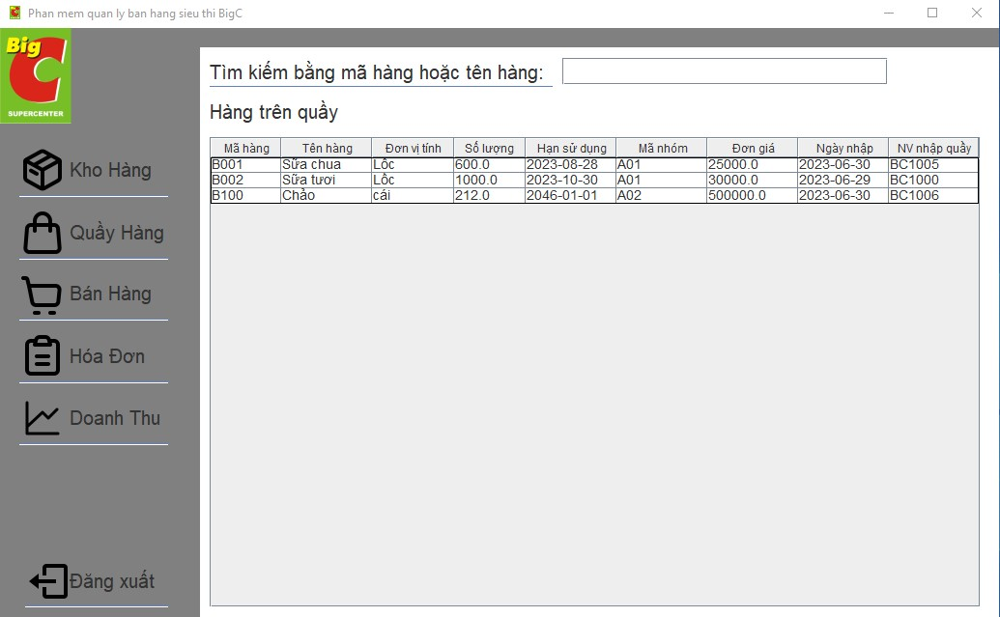 Phan mem quan ly ban hang sieu thi BigC
Big
C
SUPERCENTER
Kho Hàng
Quầy Hàng
Bán Hàng
Hóa Đơn
Doanh Thu
Đăng xuất
Tìm kiếm bằng mã hàng hoặc tên hàng:
Hàng trên quầy
Mã hàng Tên hàng Đơn vị tính Số lượng Hạn sử dụng Mã nhóm Đơn giá Ngày nhập NV nhập quầy
B001 Sữa chua Lốc 600.0 2023-08-28 A01 25000.0 2023-06-30 BC1005
B002 Sữa tươi Lốc 1000.0 2023-10-30 A01 30000.0 2023-06-29 BC1000
B100 Chảo cái 212.0 2046-01-01 A02 500000.0 2023-06-30 BC1006